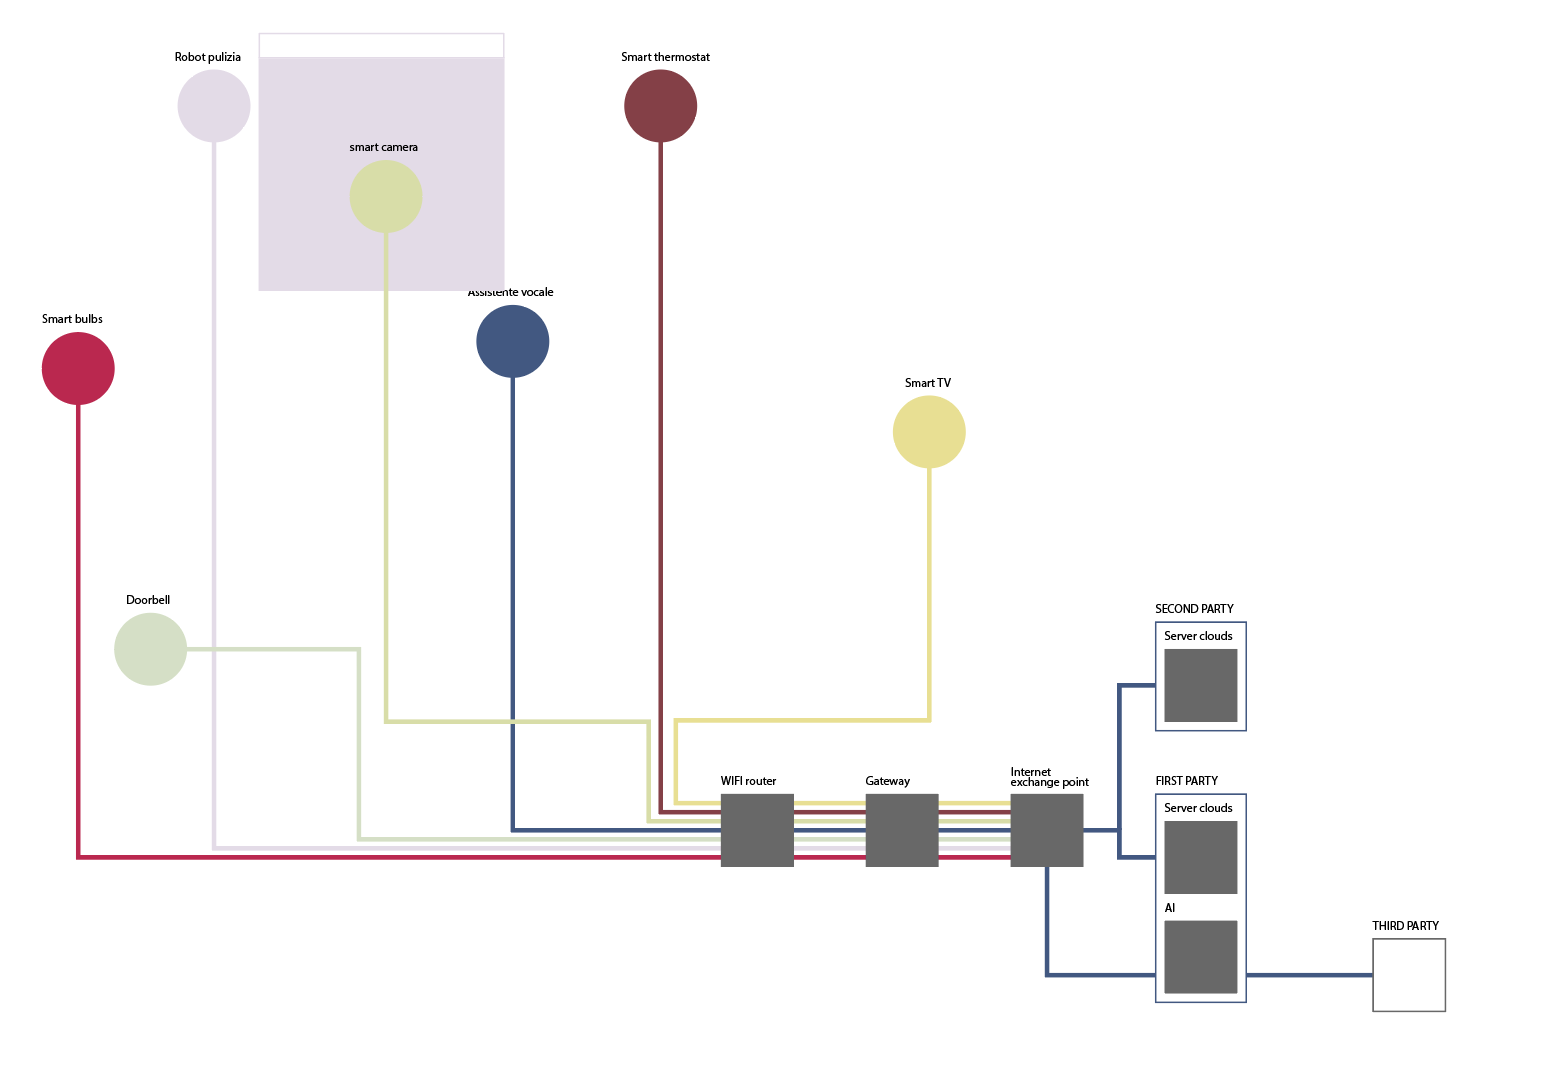 Robot pulizia
Smart thermostat
smart camera
Assistente vocale
Smart bulbs
Smart TV
Doorbell
SECOND PARTY
Server clouds
Internet
exchange point
WIFI router
Gateway
FIRST PARTY
Server clouds
AI
THIRD PARTY